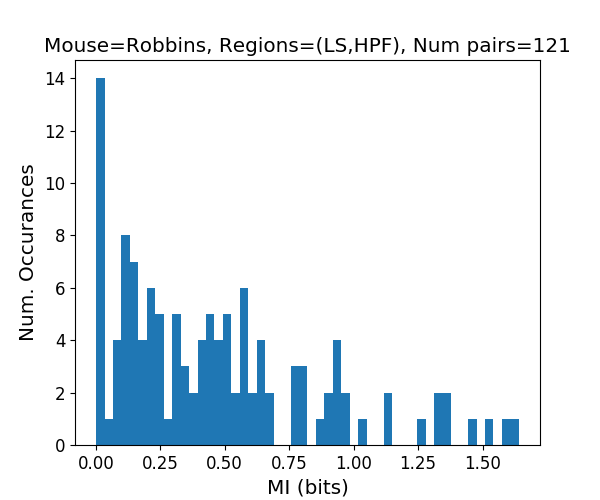 Mouse=Robbins, Regions=(LS,HPF), Num pairs=121
14
12
10
8
6
4
2
0
Num. Occurances
0.00 0.25 0.50 0.75 1.00 1.25 1.50
MI (bits)